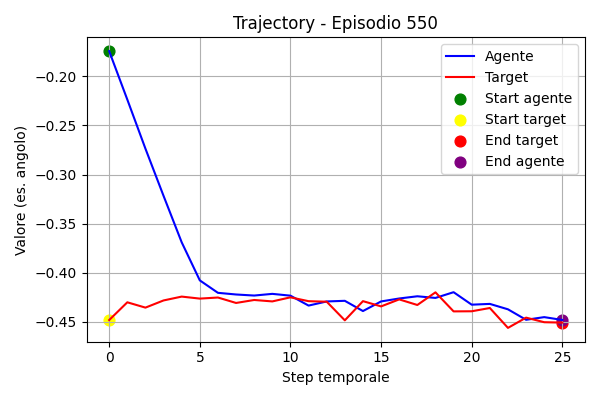 Trajectory - Episodio 550
Agente
Target
Start agente
Start target
End target
End agente
Valore (es. angolo)
−0.20
−0.25
−0.30
−0.35
−0.40
−0.45
0 5 10 15 20 25
Step temporale